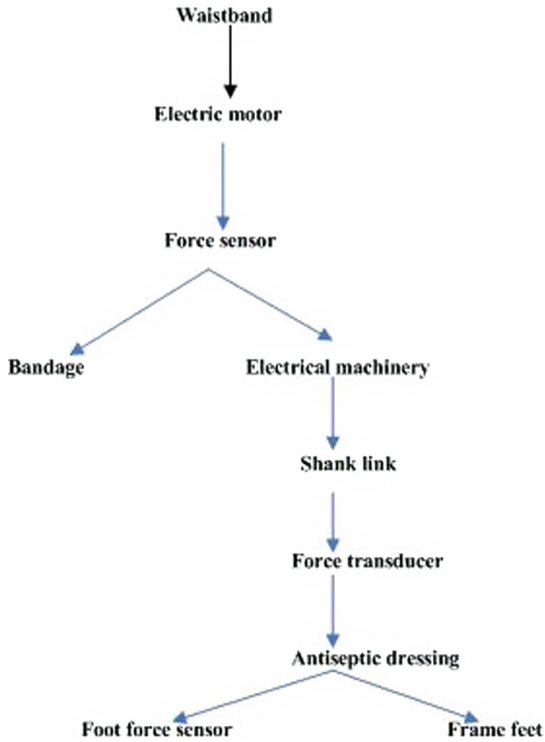 Waistband
Electric motor
Force sensor
Bandage
Electrical machinery
Shank link
Force transducer
Antiseptic dressing
Foot force sensor
Frame feet